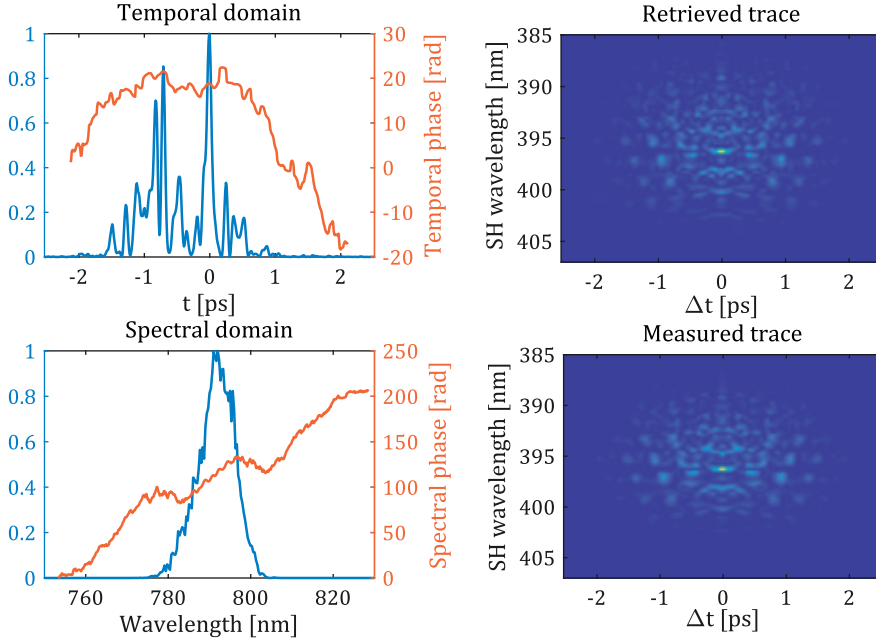 Temporal domain
1
0.8
0.6
0.4
0.2
0
30
20
10
0
-10
-20
Temporal phase [rad]
-2 -1 0 1 2
t [ps]
Retrieved trace
SH wavelength [nm]
385
390
395
400
405
-2 -1 0 1 2
Δt [ps]
Spectral domain
1
0.8
0.6
0.4
0.2
0
250
200
150
100
50
0
Spectral phase [rad]
760 780 800 820
Wavelength [nm]
Measured trace
SH wavelength [nm]
385
390
395
400
405
-2 -1 0 1 2
Δt [ps]